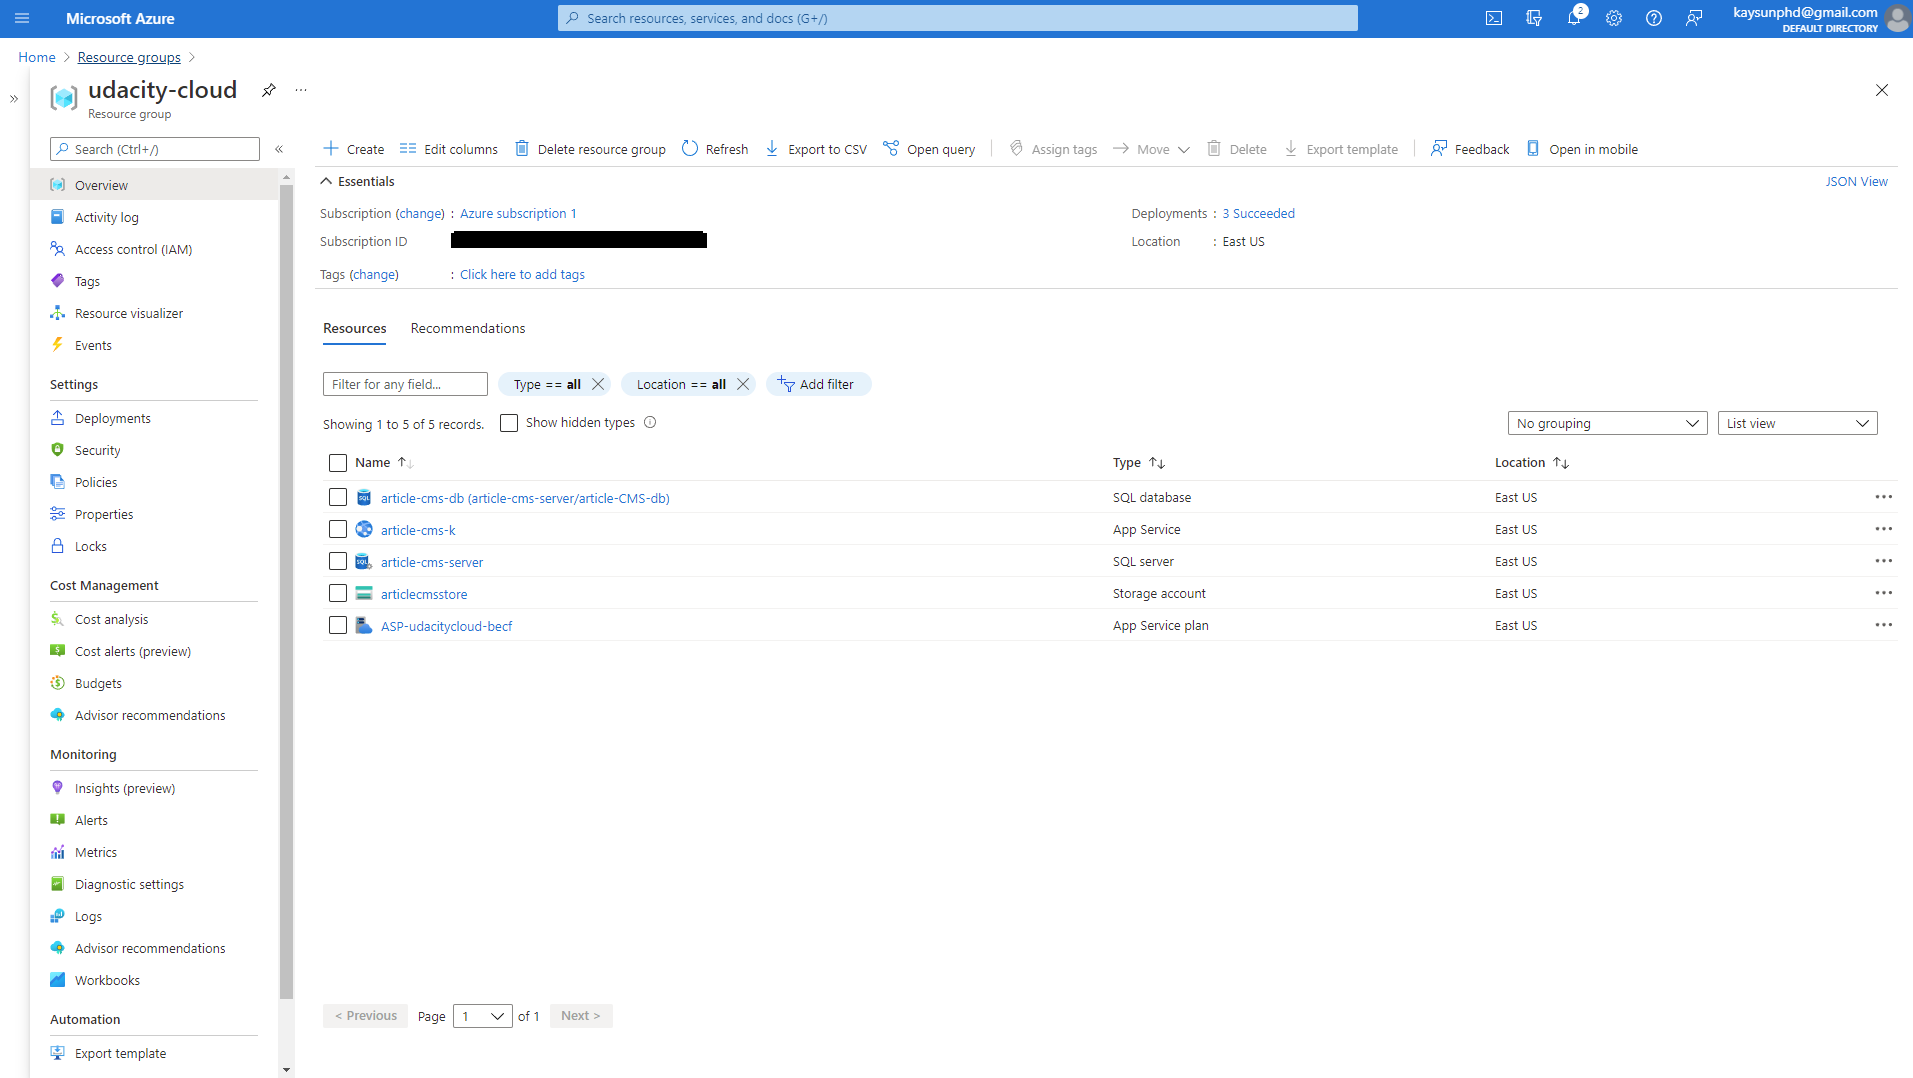 Microsoft Azure
Search resources, services, and docs (G+/)
2
kaysunphd@gmail.com
DEFAULT DIRECTORY
Home > Resource groups >
udacity-cloud
Resource group
Search (Ctrl+/)
Overview
Activity log
Access control (IAM)
Tags
Resource visualizer
Events
Settings
Deployments
Security
Policies
Properties
Locks
Cost Management
Cost analysis
Cost alerts (preview)
Budgets
Advisor recommendations
Monitoring
Insights (preview)
Alerts
Metrics
Diagnostic settings
Logs
Advisor recommendations
Workbooks
Automation
Export template
Create Edit columns Delete resource group Refresh Export to CSV Open query Assign tags Move Delete Export template Feedback Open in mobile
Essentials
JSON View
Subscription (change) : Azure subscription 1
Subscription ID
Tags (change) : Click here to add tags
Deployments : 3 Succeeded
Location : East US
Resources Recommendations
Filter for any field... Type == all Location == all Add filter
Showing 1 to 5 of 5 records. Show hidden types
No grouping List view
Name Type Location
article-cms-db (article-cms-server/article-CMS-db) SQL database East US
article-cms-k App Service East US
article-cms-server SQL server East US
articlecmsstore Storage account East US
ASP-udacitycloud-becf App Service plan East US
< Previous Page 1 of 1 Next >